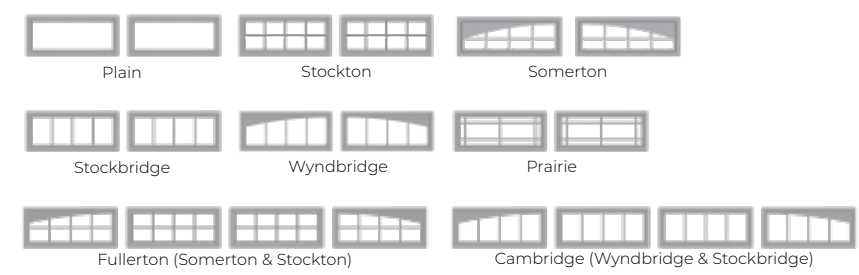 Plain
Stockton
Somerton
Stockbridge
Wyndbridge
Prairie
Fullerton (Somerton & Stockton)
Cambridge (Wyndbridge & Stockbridge)